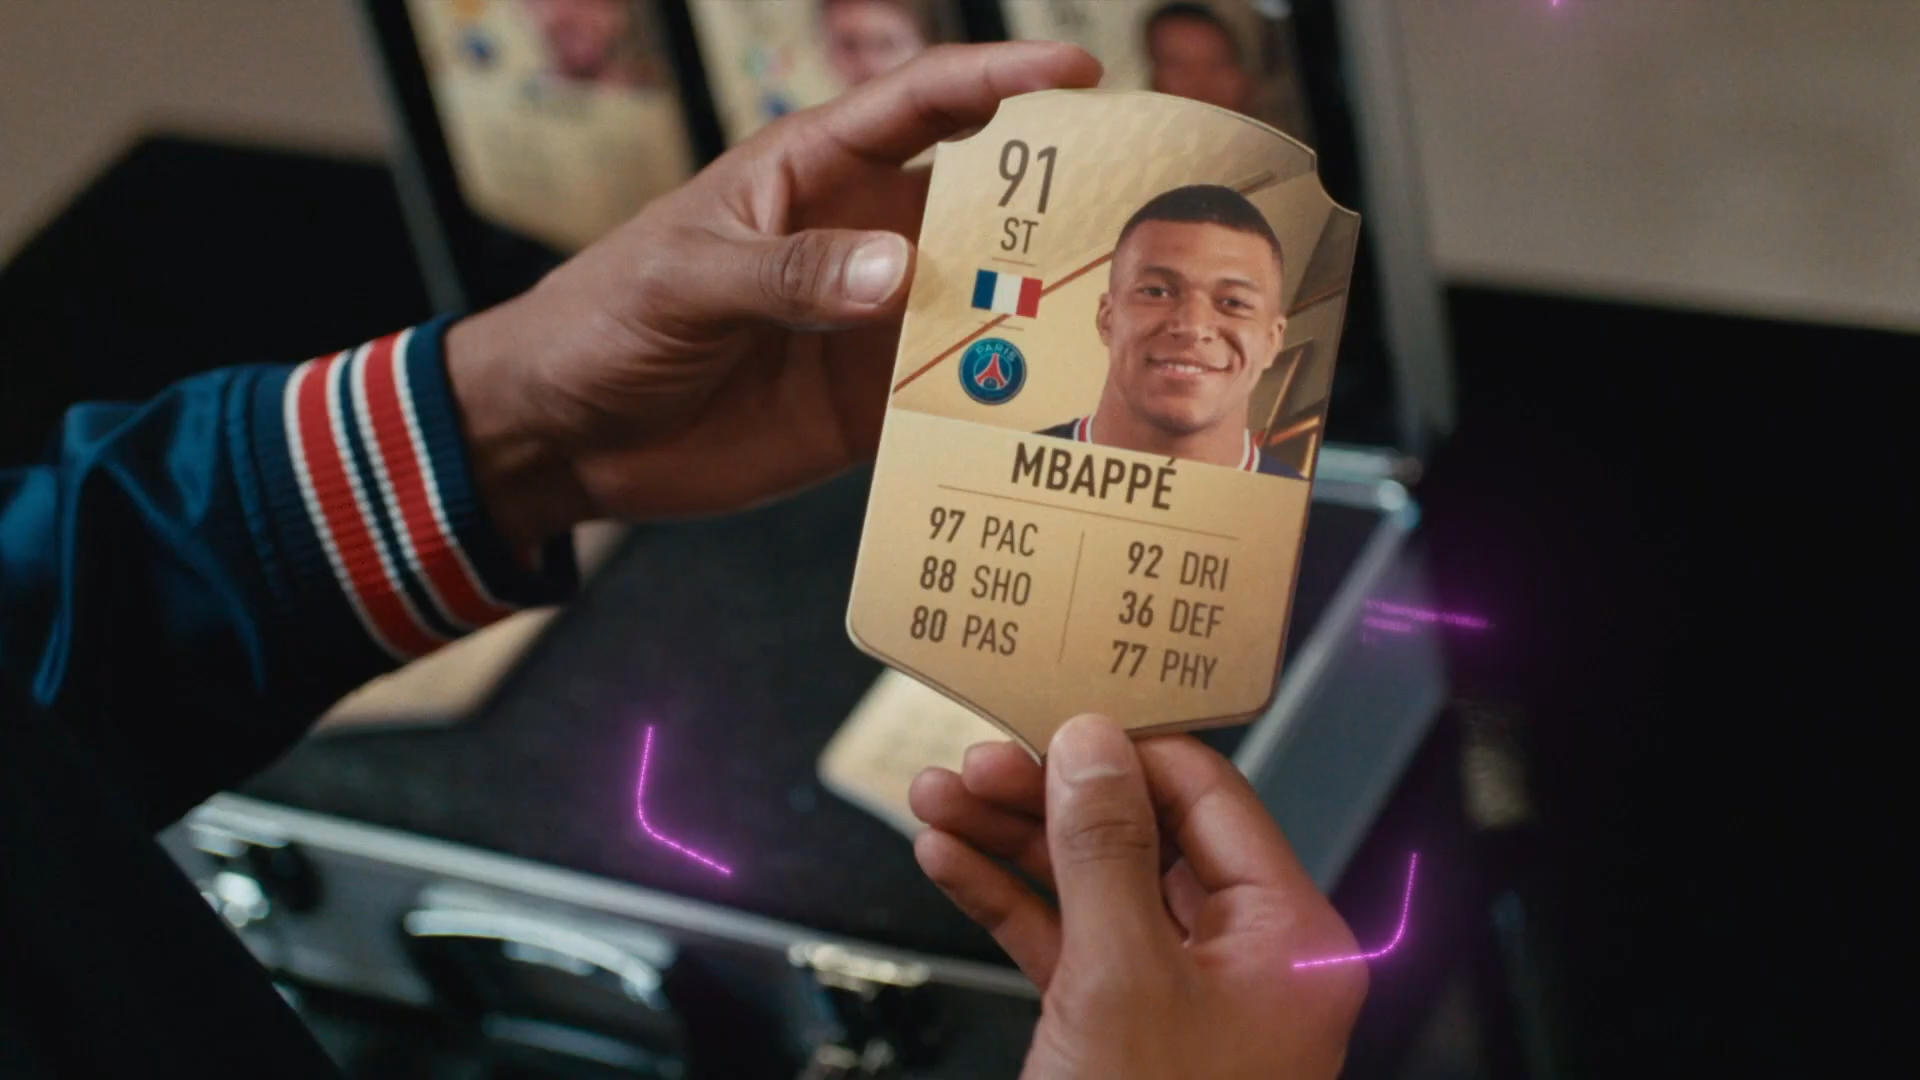 91
ST
PARIS
MBAPPÉ
97 PAC
88 SHO
80 PAS
92 DRI
36 DEF
77 PHY